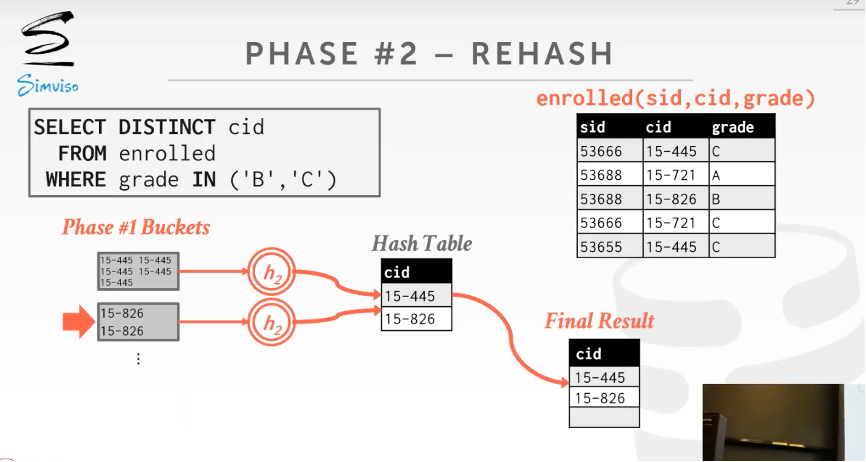 29
Simviso
PHASE #2 – REHASH
SELECT DISTINCT cid
FROM enrolled
WHERE grade IN ('B','C')
enrolled(sid,cid,grade)
sid cid grade
53666 15-445 C
53688 15-721 A
53688 15-826 B
53666 15-721 C
53655 15-445 C
Phase #1 Buckets
15-445 15-445
15-445 15-445
15-445
h2
15-826
15-826
h2
⋮
Hash Table
cid
15-445
15-826
Final Result
cid
15-445
15-826